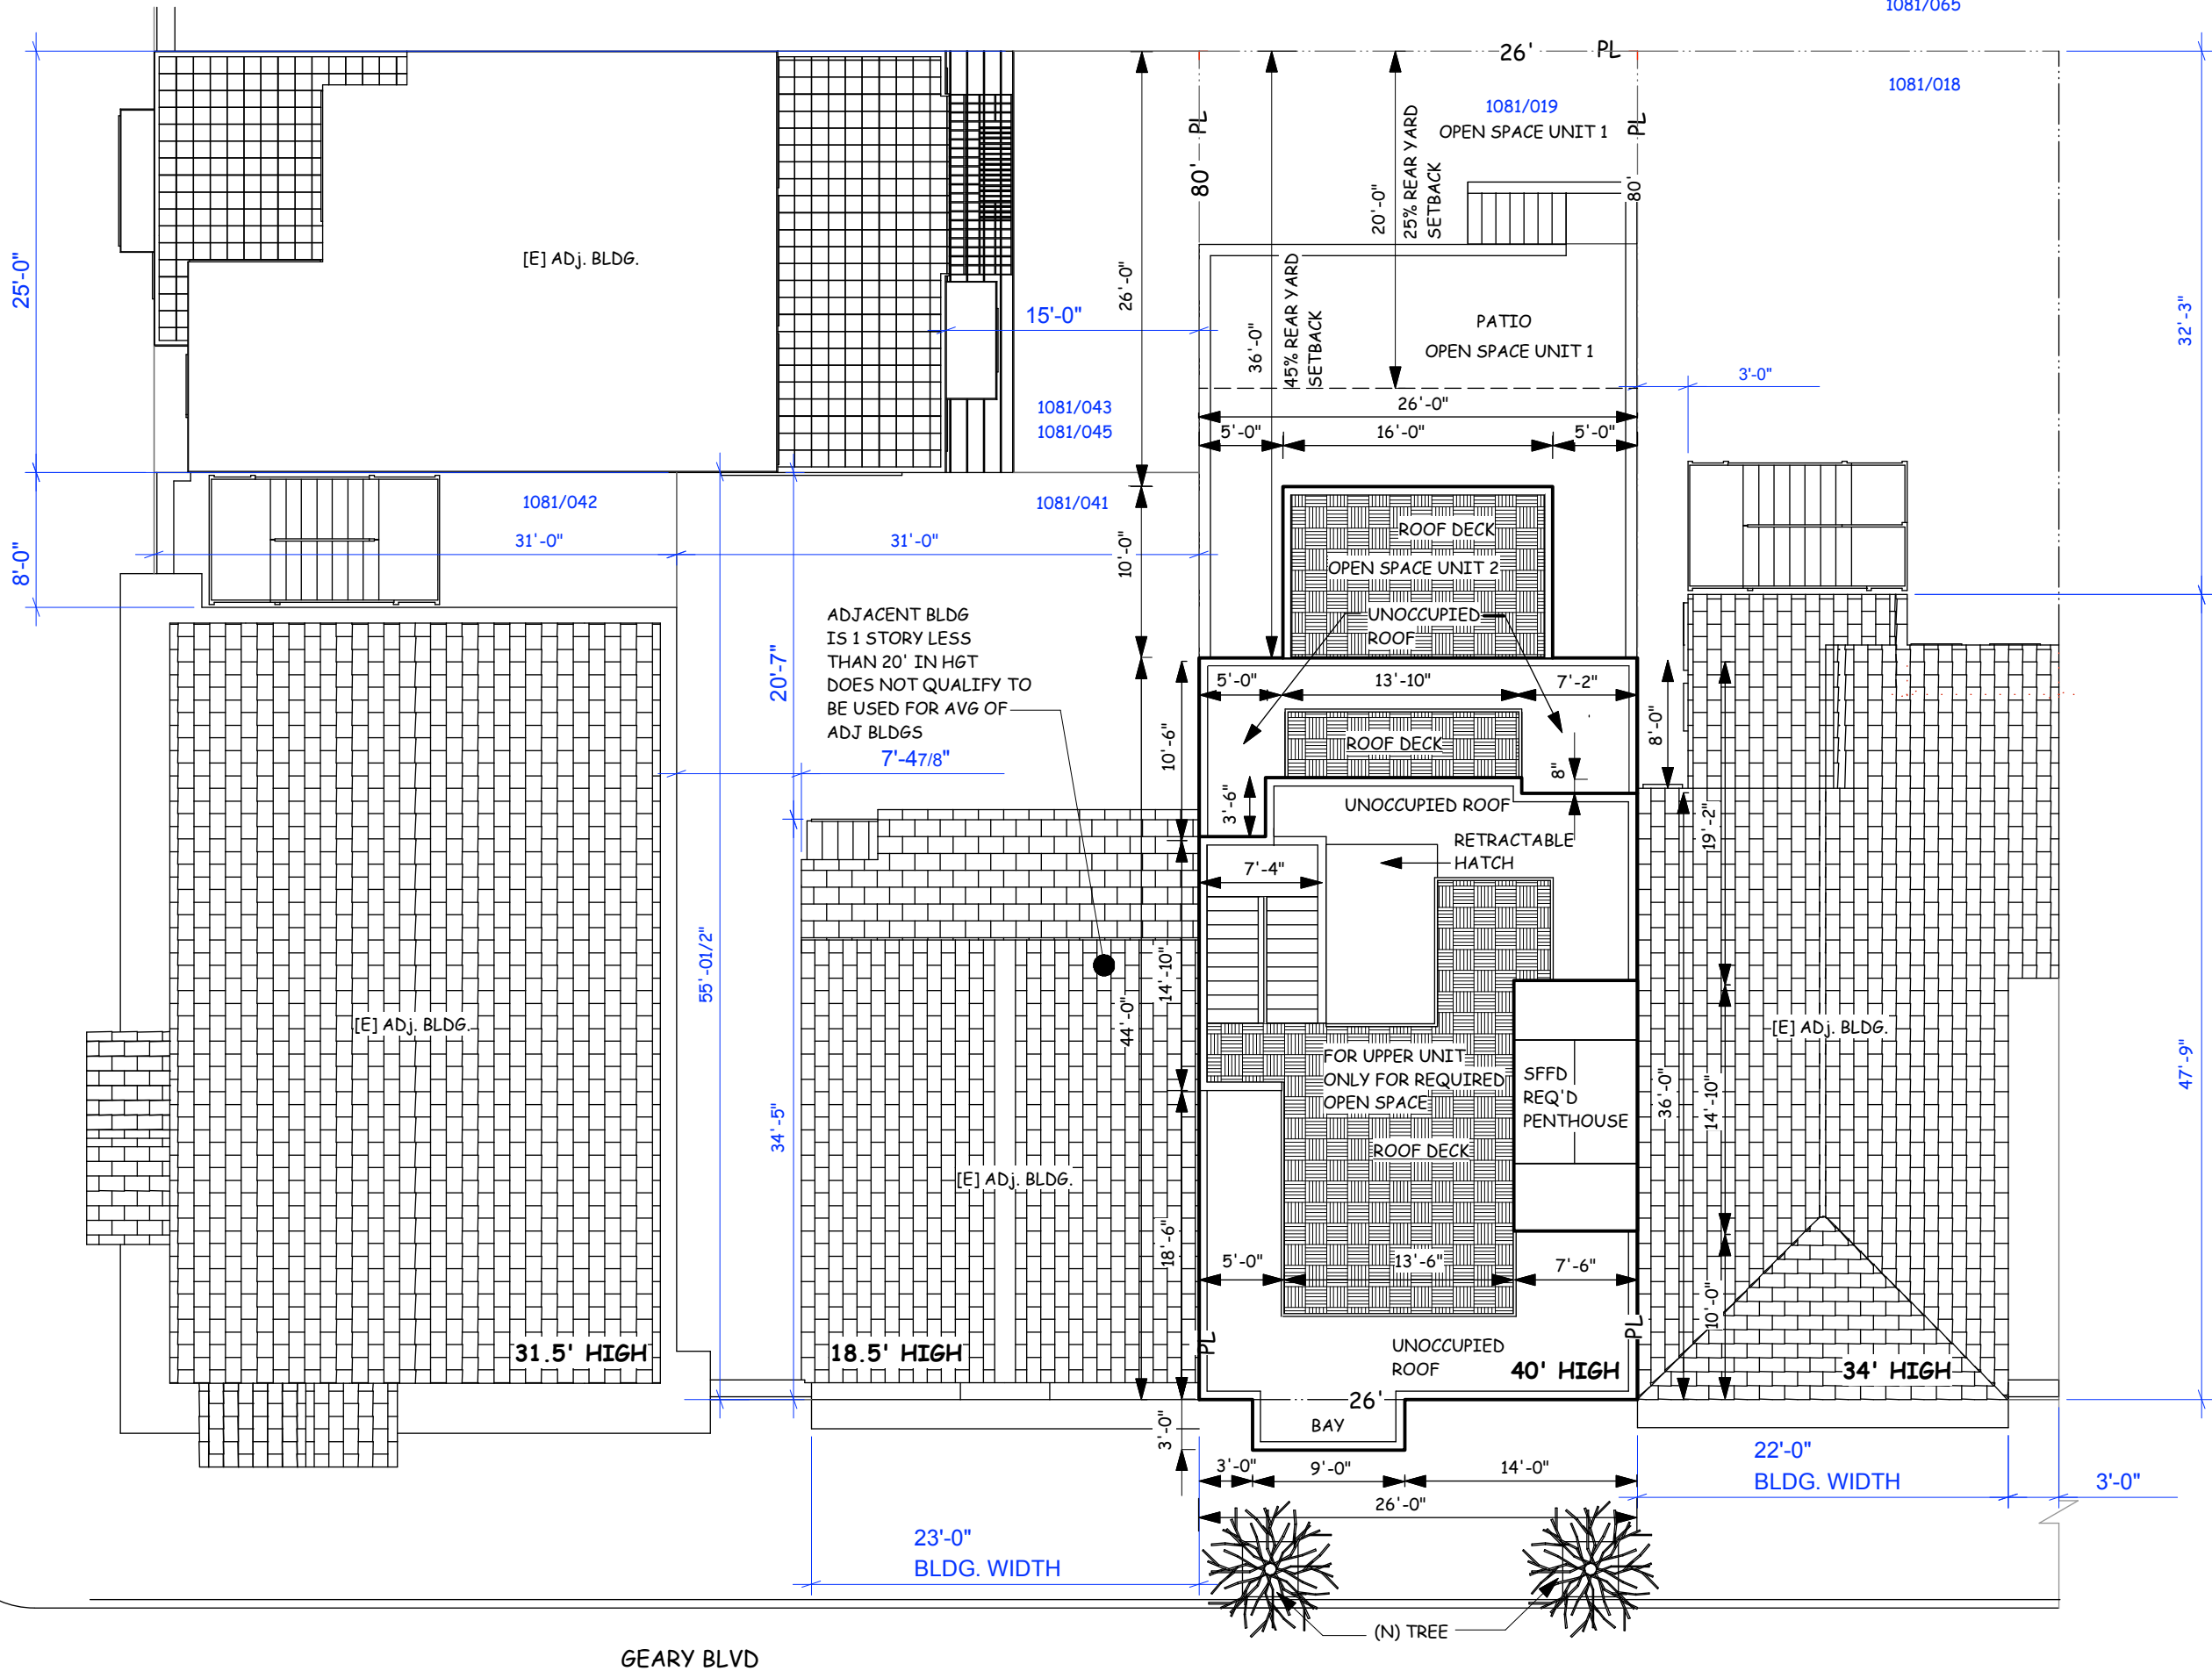 1081/065
26'
PL
1081/018
1081/019
OPEN SPACE UNIT 1
PL
PL
80'
80'
20'-0"
25% REAR YARD
SETBACK
[E] ADj. BLDG.
25'-0"
26'-0"
15'-0"
36'-0"
45% REAR YARD
SETBACK
PATIO
OPEN SPACE UNIT 1
32'-3"
3'-0"
1081/043
1081/045
26'-0"
5'-0"
16'-0"
5'-0"
1081/042
1081/041
31'-0"
31'-0"
8'-0"
10'-0"
ROOF DECK
OPEN SPACE UNIT 2
UNOCCUPIED
ROOF
ADJACENT BLDG
IS 1 STORY LESS
THAN 20' IN HGT
DOES NOT QUALIFY TO
BE USED FOR AVG OF
ADJ BLDGS
20'-7"
7'-47/8"
5'-0"
13'-10"
7'-2"
10'-6"
8'-0"
ROOF DECK
8"
3'-6"
UNOCCUPIED ROOF
RETRACTABLE
HATCH
19'-2"
7'-4"
55'-01/2"
14'-10"
44'-0"
[E] ADj. BLDG.
[E] ADj. BLDG.
47'-9"
FOR UPPER UNIT
ONLY FOR REQUIRED
OPEN SPACE
SFFD
REQ'D
PENTHOUSE
36'-0"
14'-10"
34'-5"
ROOF DECK
[E] ADj. BLDG.
18'-6"
5'-0"
13'-6"
7'-6"
10'-0"
PL
PL
31.5' HIGH
18.5' HIGH
UNOCCUPIED
ROOF
40' HIGH
34' HIGH
26'
BAY
3'-0"
3'-0"
9'-0"
14'-0"
22'-0"
BLDG. WIDTH
3'-0"
26'-0"
23'-0"
BLDG. WIDTH
(N) TREE
GEARY BLVD